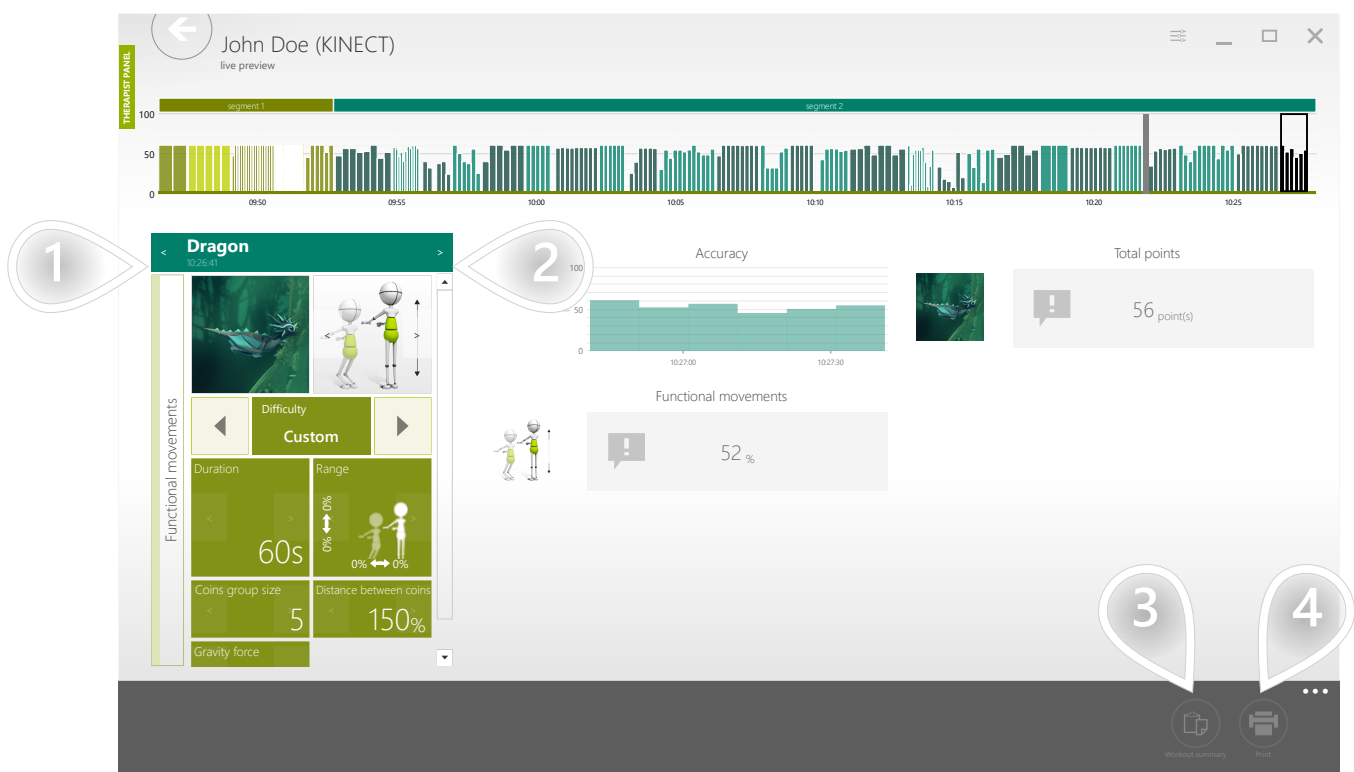 John Doe (KINECT)
live preview
THERAPIST PANEL
segment 1
segment 2
100
50
0
09:50
09:55
10:00
10:05
10:10
10:15
10:20
10:25
1
2
< Dragon >
10:26:41
Functional movements
Difficulty
Custom
Duration
< >
60s
Range
0% 0%
0% 0%
Coins group size
< 5
Distance between coins
< 150% >
Gravity force
Accuracy
100
50
0
10:27:00
10:27:30
Total points
56 point(s)
Functional movements
52 %
3
4
Workout summary
Print